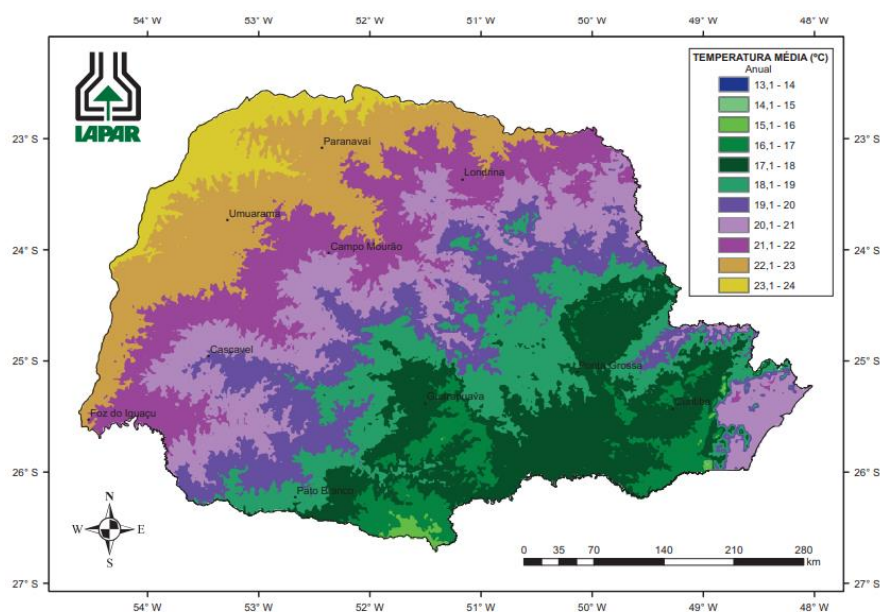 54° W 53° W 52° W 51° W 50° W 49° W 48° W
IAPAR
TEMPERATURA MÉDIA (ºC)
Anual
13,1 - 14
14,1 - 15
15,1 - 16
16,1 - 17
17,1 - 18
18,1 - 19
19,1 - 20
20,1 - 21
21,1 - 22
22,1 - 23
23,1 - 24
23° S 23° S
Paranavaí
Londrina
Umuarama
24° S 24° S
Campo Mourão
Cascavel
25° S 25° S
Ponta Grossa
Guarapuava
Curitiba
Foz do Iguaçu
26° S 26° S
Pato Branco
N
W E
S
0 35 70 140 210 280
km
27° S 27° S
54° W 53° W 52° W 51° W 50° W 49° W 48° W